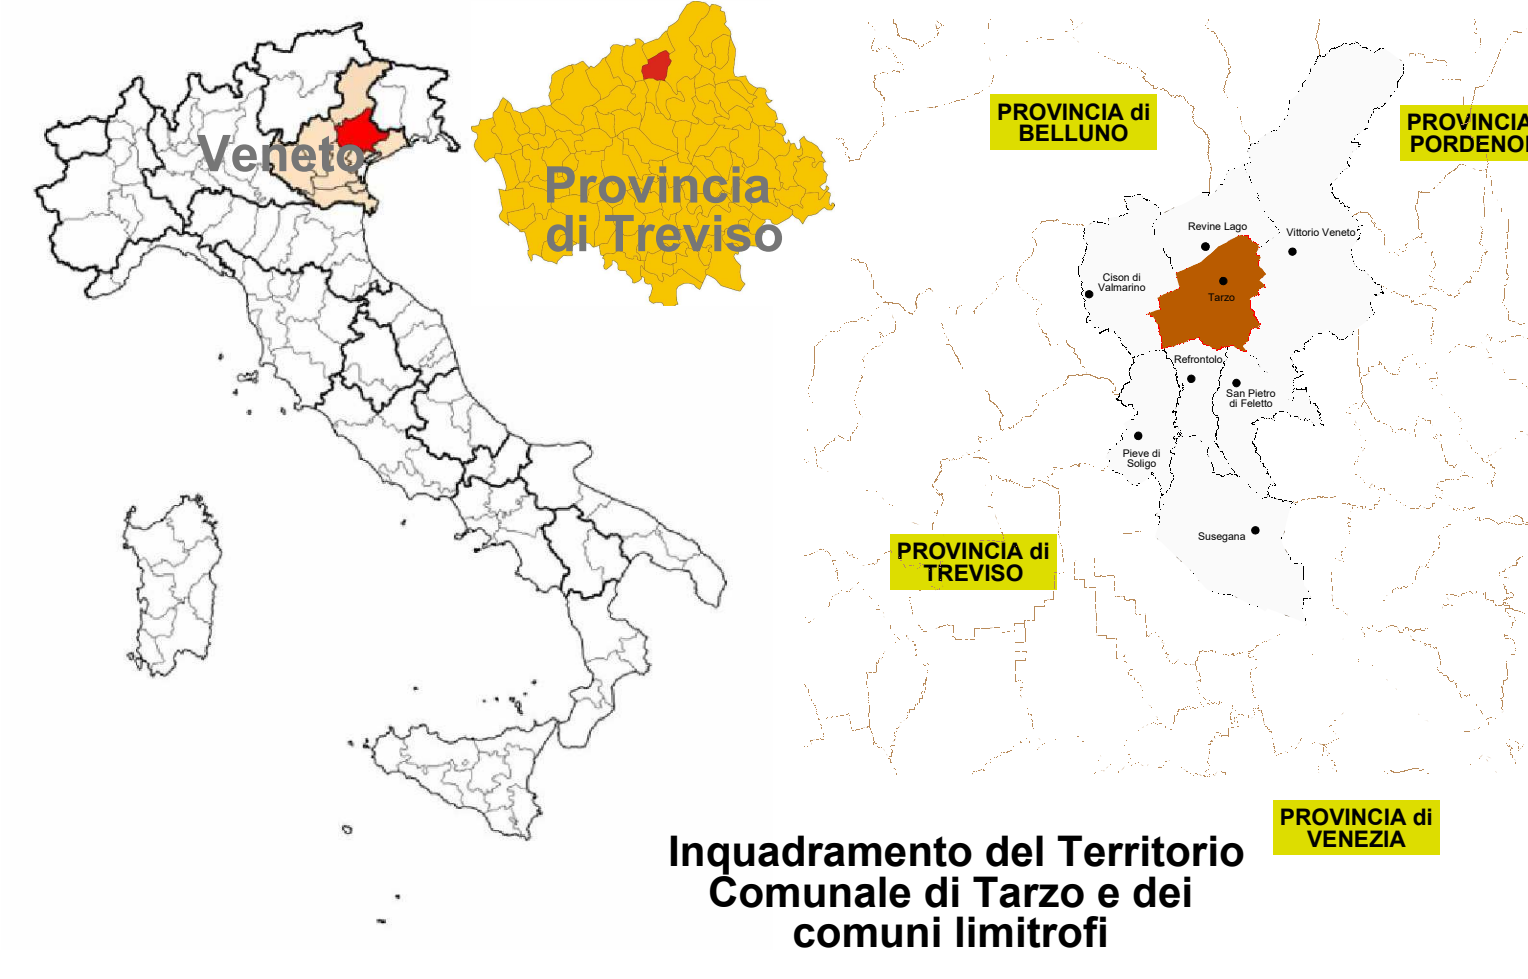 Veneto
Provincia
di Treviso
PROVINCIA di
BELLUNO
PROVINCIA
PORDENO
Revine Lago
Vittorio Veneto
Cison di
Valmarino
Tarzo
Refrontolo
San Pietro
di Feletto
Pieve di
Soligo
Susegana
PROVINCIA di
TREVISO
PROVINCIA di
VENEZIA
Inquadramento del Territorio
Comunale di Tarzo e dei
comuni limitrofi